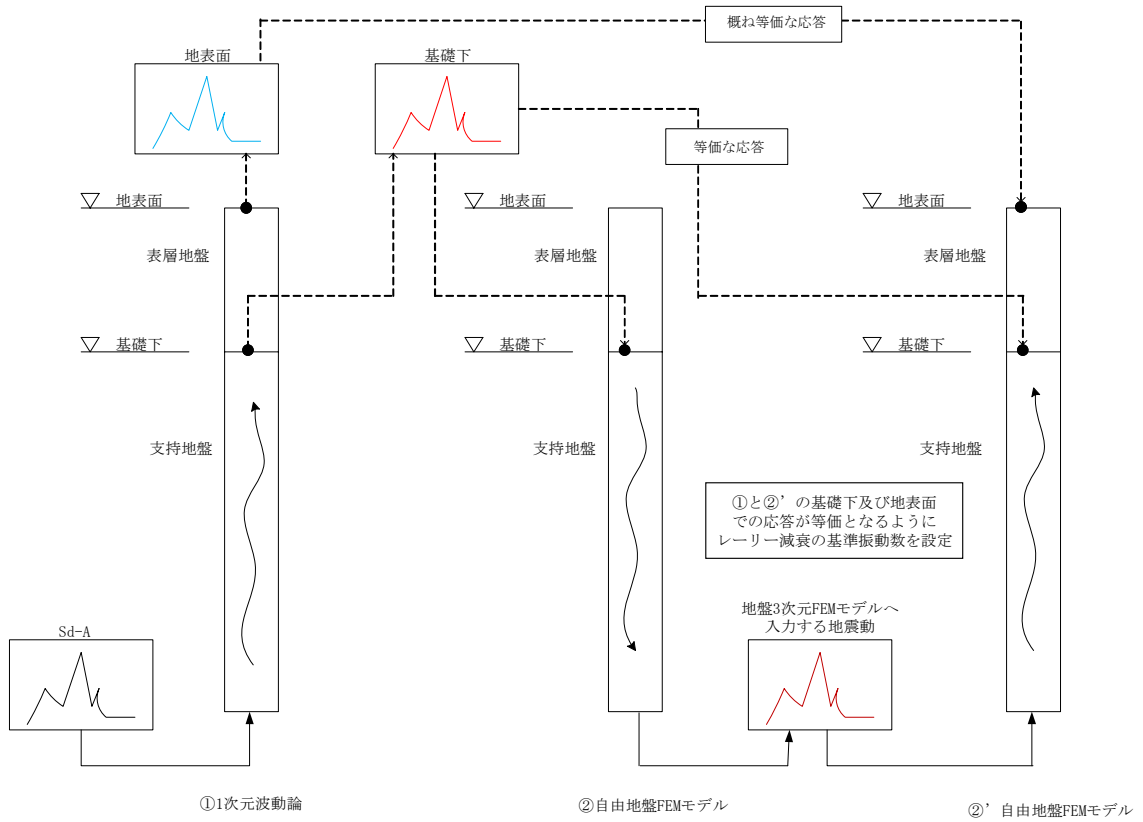 概ね等価な応答
地表面
基礎下
等価な応答
▽ 地表面
▽ 地表面
▽ 地表面
表層地盤
表層地盤
表層地盤
▽ 基礎下
▽ 基礎下
▽ 基礎下
支持地盤
支持地盤
支持地盤
①と②’の基礎下及び地表面
での応答が等価となるように
レーリー減衰の基準振動数を設定
地盤3次元FEMモデルへ
入力する地震動
Sd-A
①1次元波動論
②自由地盤FEMモデル
②’自由地盤FEMモデル